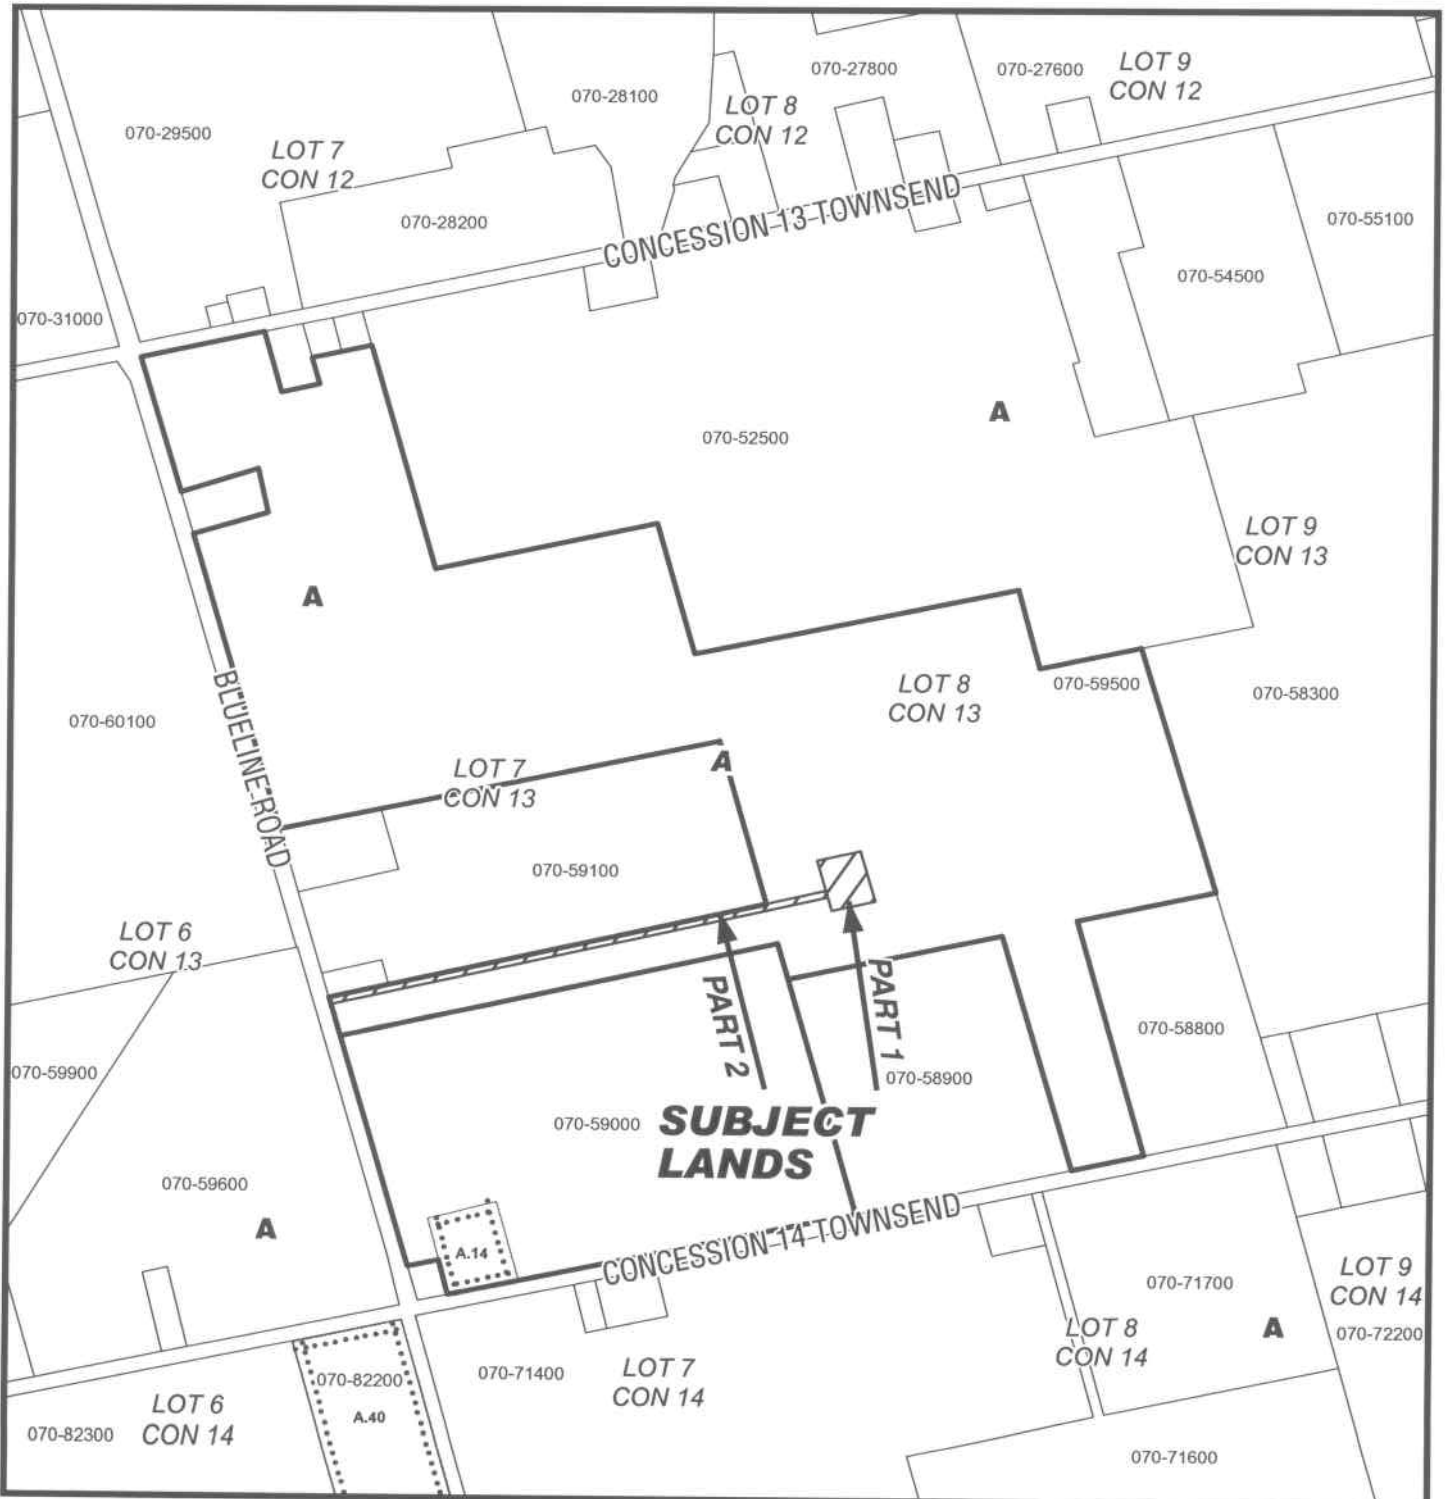 070-27800
070-27600
LOT 9
CON 12
070-28100
LOT 8
CON 12
070-29500
LOT 7
CON 12
070-28200
CONCESSION 13 TOWNSEND
070-55100
070-54500
070-31000
A
070-52500
LOT 9
CON 13
A
LOT 8
CON 13
070-59500
070-58300
070-60100
BLUELINE ROAD
LOT 7
CON 13
A
070-59100
LOT 6
CON 13
PART 2
PART 1
070-58800
070-59900
070-58900
070-59000
SUBJECT
LANDS
070-59600
A
A.14
CONCESSION 14 TOWNSEND
070-71700
LOT 9
CON 14
070-72200
A
LOT 8
CON 14
070-71400
LOT 7
CON 14
070-82200
A.40
LOT 6
CON 14
070-82300
070-71600